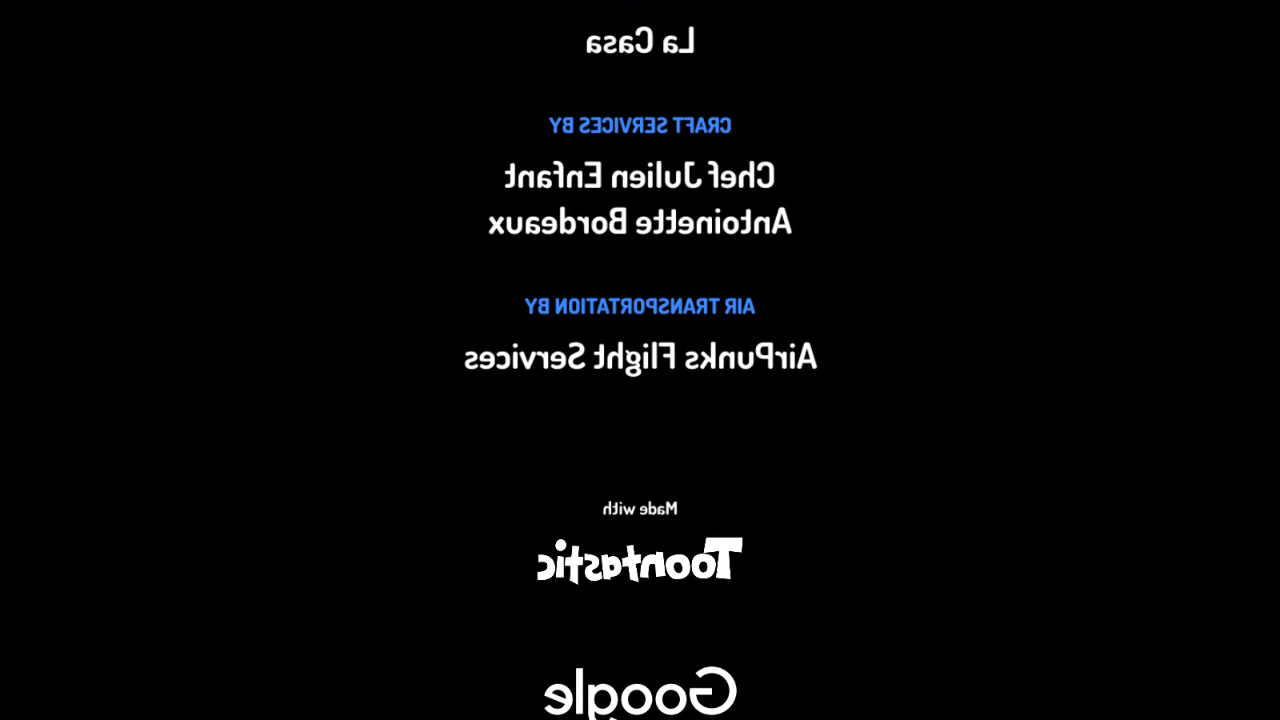 La Casa
CRAFT SERVICES BY
Chef Julien Enfant
Antoinette Bordeaux
AIR TRANSPORTATION BY
AirPunks Flight Services
Made with
Toontastic
Google